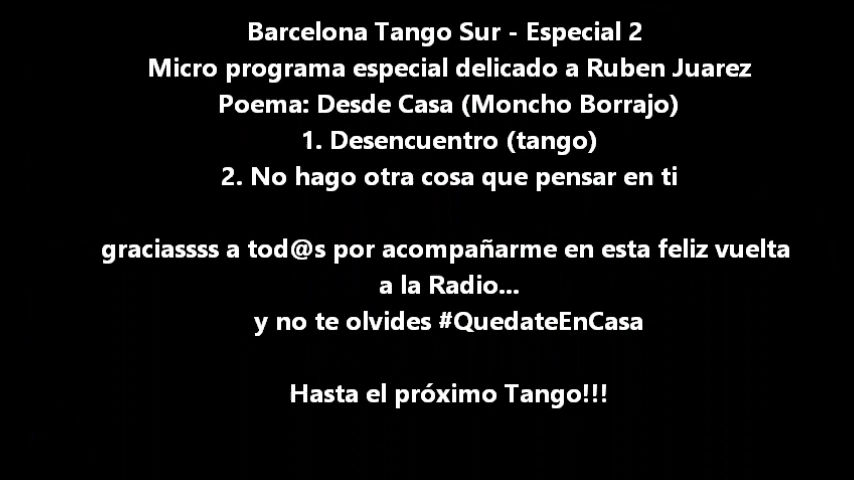 Barcelona Tango Sur - Especial 2
Micro programa especial delicado a Ruben Juarez
Poema: Desde Casa (Moncho Borrajo)
1. Desencuentro (tango)
2. No hago otra cosa que pensar en ti
graciassss a tod@s por acompañarme en esta feliz vuelta
a la Radio...
y no te olvides #QuedateEnCasa
Hasta el próximo Tango!!!